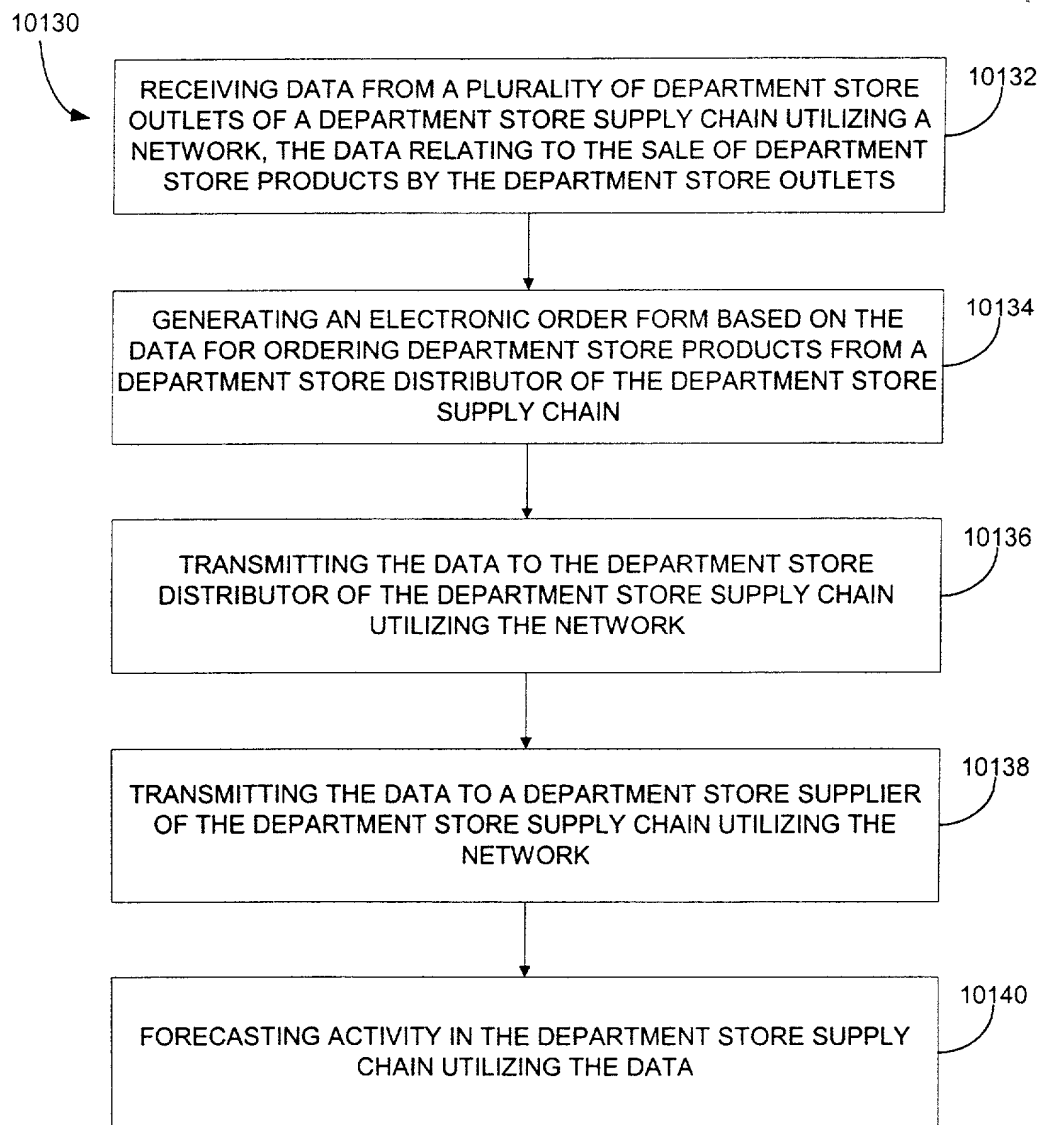 10130
RECEIVING DATA FROM A PLURALITY OF DEPARTMENT STORE
OUTLETS OF A DEPARTMENT STORE SUPPLY CHAIN UTILIZING A
NETWORK, THE DATA RELATING TO THE SALE OF DEPARTMENT
STORE PRODUCTS BY THE DEPARTMENT STORE OUTLETS
10132
GENERATING AN ELECTRONIC ORDER FORM BASED ON THE
DATA FOR ORDERING DEPARTMENT STORE PRODUCTS FROM A
DEPARTMENT STORE DISTRIBUTOR OF THE DEPARTMENT STORE
SUPPLY CHAIN
10134
TRANSMITTING THE DATA TO THE DEPARTMENT STORE
DISTRIBUTOR OF THE DEPARTMENT STORE SUPPLY CHAIN
UTILIZING THE NETWORK
10136
TRANSMITTING THE DATA TO A DEPARTMENT STORE SUPPLIER
OF THE DEPARTMENT STORE SUPPLY CHAIN UTILIZING THE
NETWORK
10138
FORECASTING ACTIVITY IN THE DEPARTMENT STORE SUPPLY
CHAIN UTILIZING THE DATA
10140